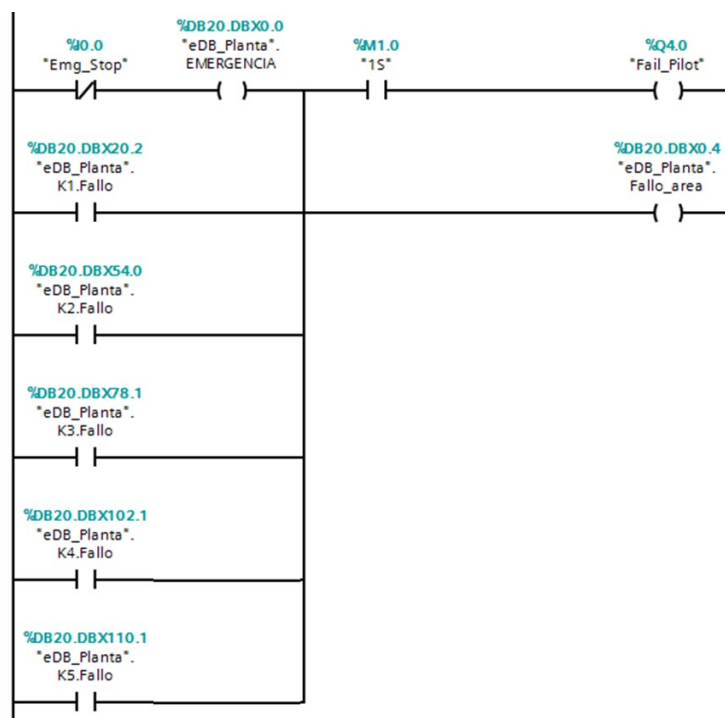 %I0.0
"Emg_Stop"
%DB20.DBX0.0
"eDB_Planta".
EMERGENCIA
%M1.0
"1S"
%Q4.0
"Fail_Pilot"
%DB20.DBX20.2
"eDB_Planta".
K1.Fallo
%DB20.DBX0.4
"eDB_Planta".
Fallo_area
%DB20.DBX54.0
"eDB_Planta".
K2.Fallo
%DB20.DBX78.1
"eDB_Planta".
K3.Fallo
%DB20.DBX102.1
"eDB_Planta".
K4.Fallo
%DB20.DBX110.1
"eDB_Planta".
K5.Fallo